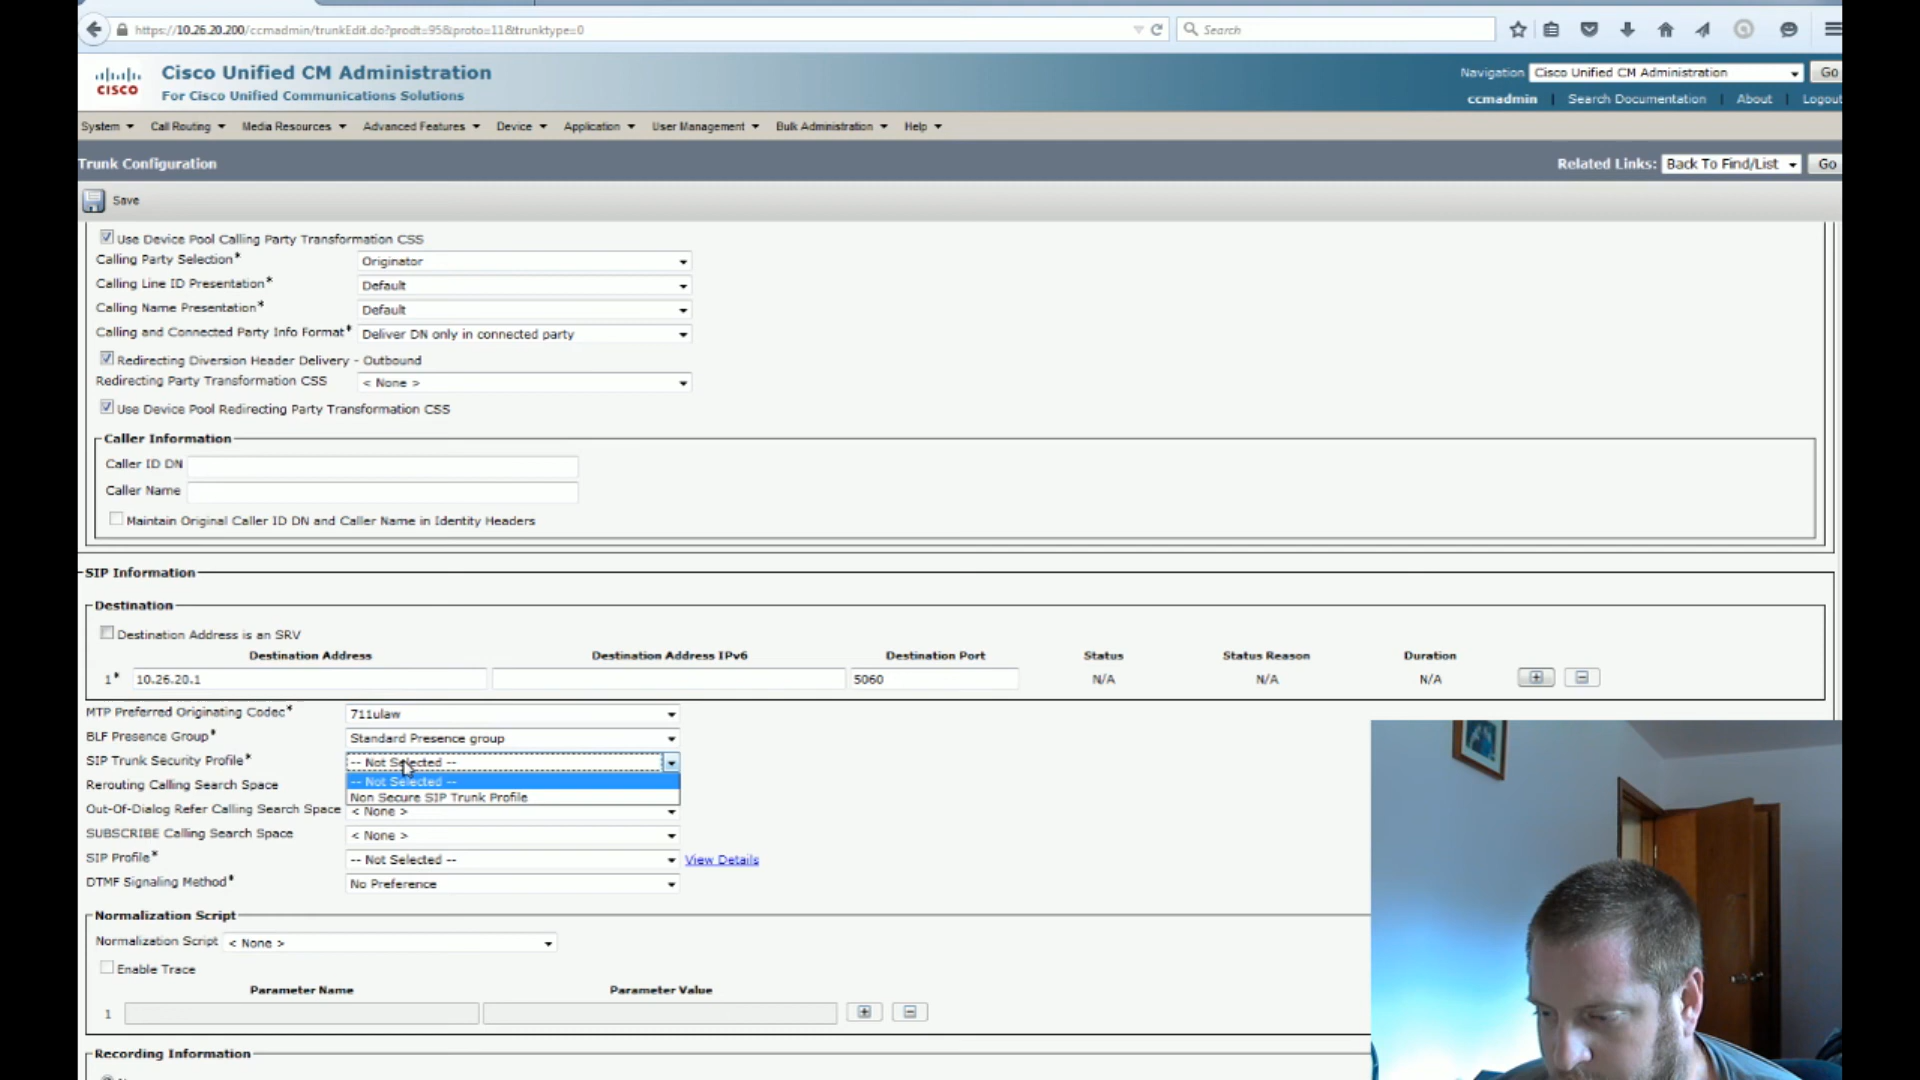 https://10.26.20.200/ccmadmin/trunkEdit.do?prodt=95&proto=11&trunktype=0
Search
CISCO
Cisco Unified CM Administration
For Cisco Unified Communications Solutions
Navigation Cisco Unified CM Administration Go
ccmadmin Search Documentation About Logout
System Call Routing Media Resources Advanced Features Device Application User Management Bulk Administration Help
Trunk Configuration
Related Links: Back To Find/List Go
Save
Use Device Pool Calling Party Transformation CSS
Calling Party Selection* Originator
Calling Line ID Presentation* Default
Calling Name Presentation* Default
Calling and Connected Party Info Format* Deliver DN only in connected party
Redirecting Diversion Header Delivery - Outbound
Redirecting Party Transformation CSS < None >
Use Device Pool Redirecting Party Transformation CSS
Caller Information
Caller ID DN
Caller Name
Maintain Original Caller ID DN and Caller Name in Identity Headers
SIP Information
Destination
Destination Address is an SRV
Destination Address Destination Address IPv6 Destination Port Status Status Reason Duration
1* 10.26.20.1 5060 N/A N/A N/A
MTP Preferred Originating Codec* 711ulaw
BLF Presence Group* Standard Presence group
SIP Trunk Security Profile* -- Not Selected --
-- Not Selected --
Rerouting Calling Search Space
Non Secure SIP Trunk Profile
Out-Of-Dialog Refer Calling Search Space < None >
SUBSCRIBE Calling Search Space < None >
SIP Profile* -- Not Selected -- View Details
DTMF Signaling Method* No Preference
Normalization Script
Normalization Script < None >
Enable Trace
Parameter Name Parameter Value
1
Recording Information